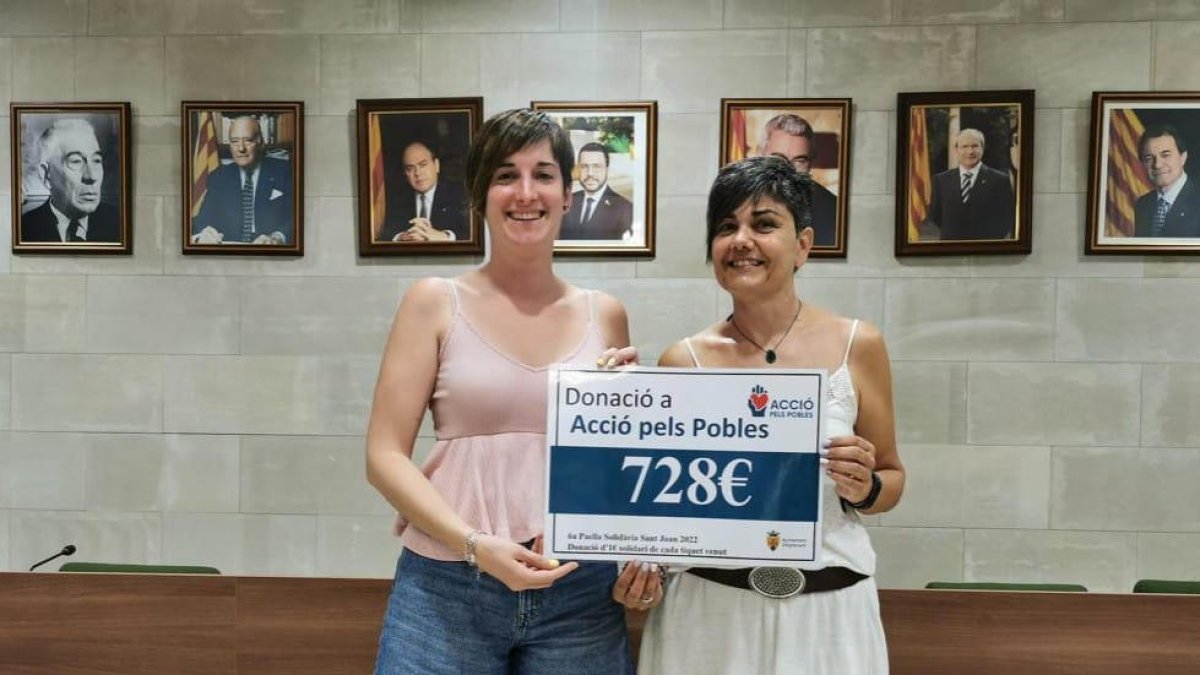 Donació a
Acció pels Pobles
ACCIÓ
PELS POBLES
728€
6a Paella Solidària Sant Joan 2022
Donació d'1€ solidari de cada tiquet venut
Ajuntament